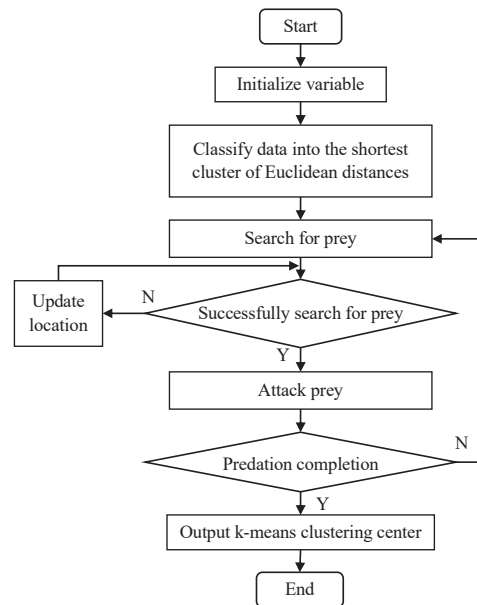 Start
Initialize variable
Classify data into the shortest
cluster of Euclidean distances
Search for prey
Update
location
N
Successfully search for prey
Y
Attack prey
N
Predation completion
Y
Output k-means clustering center
End